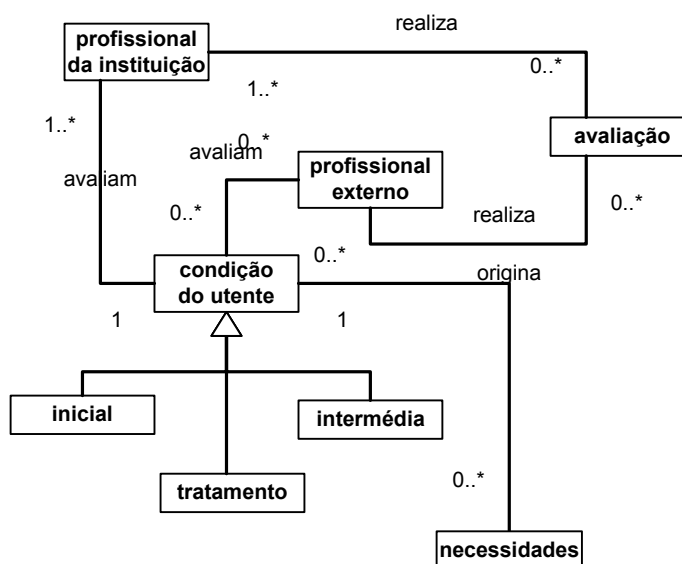 realiza
profissional
da instituição
0..*
1..*
1..*
0..*
avaliação
avaliam
profissional
externo
avaliam
0..*
0..*
realiza
0..*
condição
do utente
origina
1
1
inicial
intermédia
tratamento
0..*
necessidades